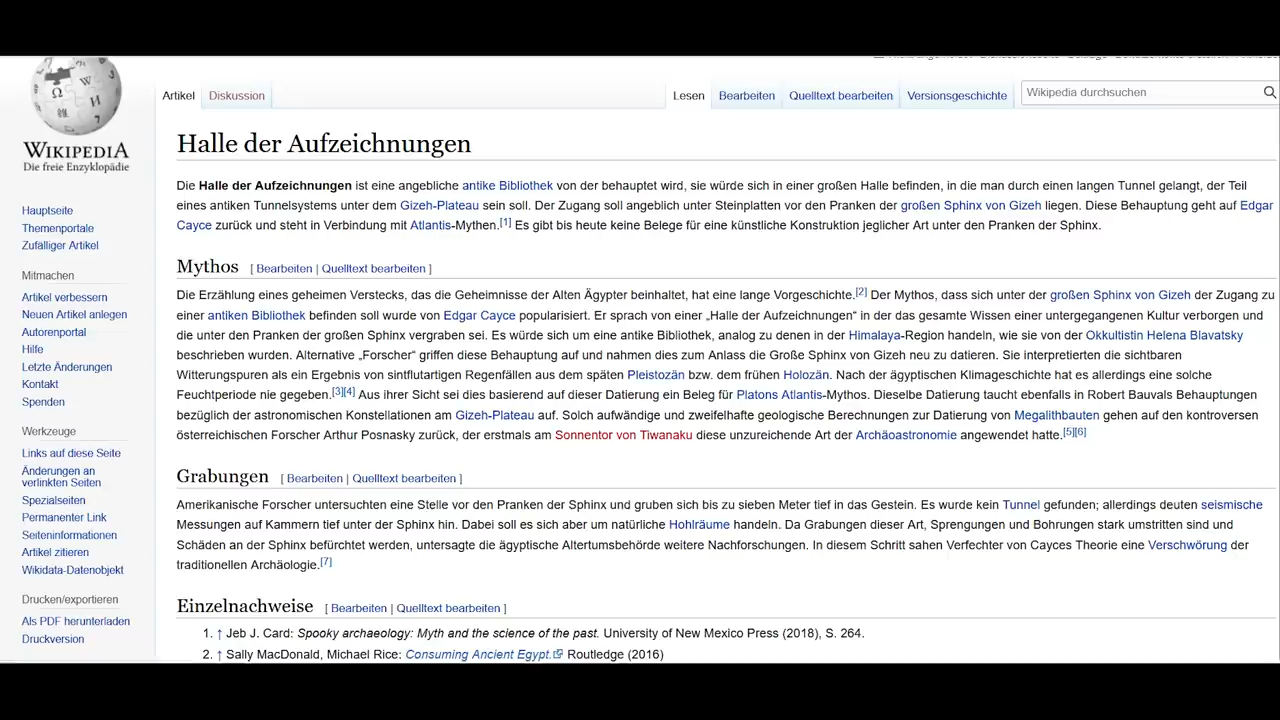 Artikel Diskussion Lesen Bearbeiten Quelltext bearbeiten Versionsgeschichte Wikipedia durchsuchen
WIKIPEDIA
Die freie Enzyklopädie
Hauptseite
Themenportale
Zufälliger Artikel
Mitmachen
Artikel verbessern
Neuen Artikel anlegen
Autorenportal
Hilfe
Letzte Änderungen
Kontakt
Spenden
Werkzeuge
Links auf diese Seite
Änderungen an
verlinkten Seiten
Spezialseiten
Permanenter Link
Seiteninformationen
Artikel zitieren
Wikidata-Datenobjekt
Drucken/exportieren
Als PDF herunterladen
Druckversion
Halle der Aufzeichnungen
Die Halle der Aufzeichnungen ist eine angebliche antike Bibliothek von der behauptet wird, sie würde sich in einer großen Halle befinden, in die man durch einen langen Tunnel gelangt, der Teil
eines antiken Tunnelsystems unter dem Gizeh-Plateau sein soll. Der Zugang soll angeblich unter Steinplatten vor den Pranken der großen Sphinx von Gizeh liegen. Diese Behauptung geht auf Edgar
Cayce zurück und steht in Verbindung mit Atlantis-Mythen.[1] Es gibt bis heute keine Belege für eine künstliche Konstruktion jeglicher Art unter den Pranken der Sphinx.
Mythos [ Bearbeiten | Quelltext bearbeiten ]
Die Erzählung eines geheimen Verstecks, das die Geheimnisse der Alten Ägypter beinhaltet, hat eine lange Vorgeschichte.[2] Der Mythos, dass sich unter der großen Sphinx von Gizeh der Zugang zu
einer antiken Bibliothek befinden soll wurde von Edgar Cayce popularisiert. Er sprach von einer „Halle der Aufzeichnungen“ in der das gesamte Wissen einer untergegangenen Kultur verborgen und
die unter den Pranken der großen Sphinx vergraben sei. Es würde sich um eine antike Bibliothek, analog zu denen in der Himalaya-Region handeln, wie sie von der Okkultistin Helena Blavatsky
beschrieben wurden. Alternative „Forscher“ griffen diese Behauptung auf und nahmen dies zum Anlass die Große Sphinx von Gizeh neu zu datieren. Sie interpretierten die sichtbaren
Witterungspuren als ein Ergebnis von sintflutartigen Regenfällen aus dem späten Pleistozän bzw. dem frühen Holozän. Nach der ägyptischen Klimageschichte hat es allerdings eine solche
Feuchtperiode nie gegeben.[3][4] Aus ihrer Sicht sei dies basierend auf dieser Datierung ein Beleg für Platons Atlantis-Mythos. Dieselbe Datierung taucht ebenfalls in Robert Bauvals Behauptungen
bezüglich der astronomischen Konstellationen am Gizeh-Plateau auf. Solch aufwändige und zweifelhafte geologische Berechnungen zur Datierung von Megalithbauten gehen auf den kontroversen
österreichischen Forscher Arthur Posnasky zurück, der erstmals am Sonnentor von Tiwanaku diese unzureichende Art der Archäoastronomie angewendet hatte.[5][6]
Grabungen [ Bearbeiten | Quelltext bearbeiten ]
Amerikanische Forscher untersuchten eine Stelle vor den Pranken der Sphinx und gruben sich bis zu sieben Meter tief in das Gestein. Es wurde kein Tunnel gefunden; allerdings deuten seismische
Messungen auf Kammern tief unter der Sphinx hin. Dabei soll es sich aber um natürliche Hohlräume handeln. Da Grabungen dieser Art, Sprengungen und Bohrungen stark umstritten sind und
Schäden an der Sphinx befürchtet werden, untersagte die ägyptische Altertumsbehörde weitere Nachforschungen. In diesem Schritt sahen Verfechter von Cayces Theorie eine Verschwörung der
traditionellen Archäologie.[7]
Einzelnachweise [ Bearbeiten | Quelltext bearbeiten ]
1. ↑ Jeb J. Card: Spooky archaeology: Myth and the science of the past. University of New Mexico Press (2018), S. 264.
2. ↑ Sally MacDonald, Michael Rice: Consuming Ancient Egypt. Routledge (2016)